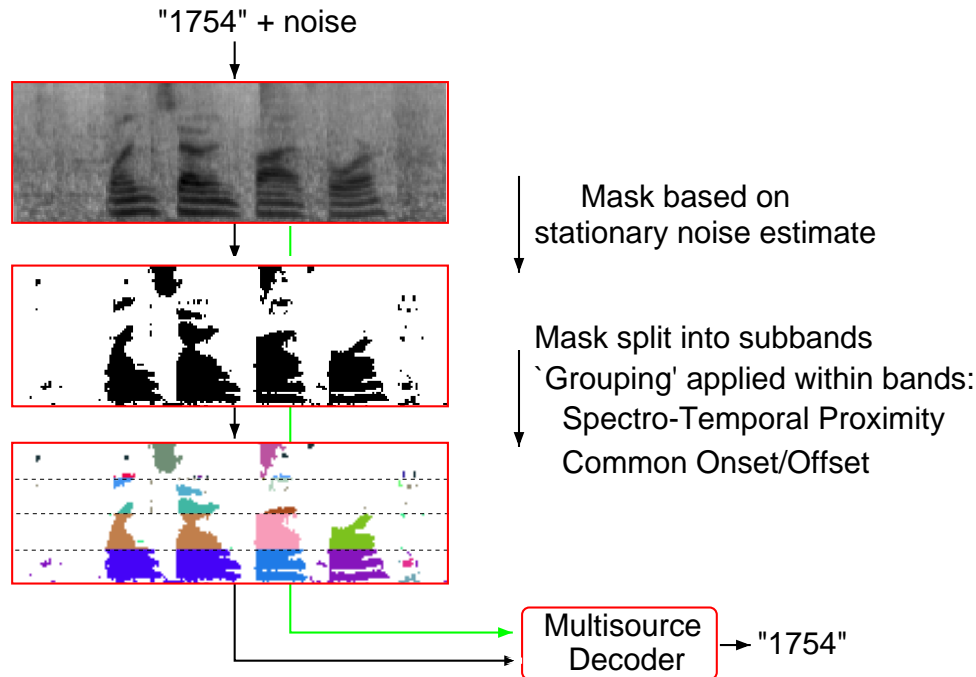 "1754" + noise
Mask based on
stationary noise estimate
Mask split into subbands
`Grouping' applied within bands:
Spectro-Temporal Proximity
Common Onset/Offset
Multisource
Decoder
"1754"